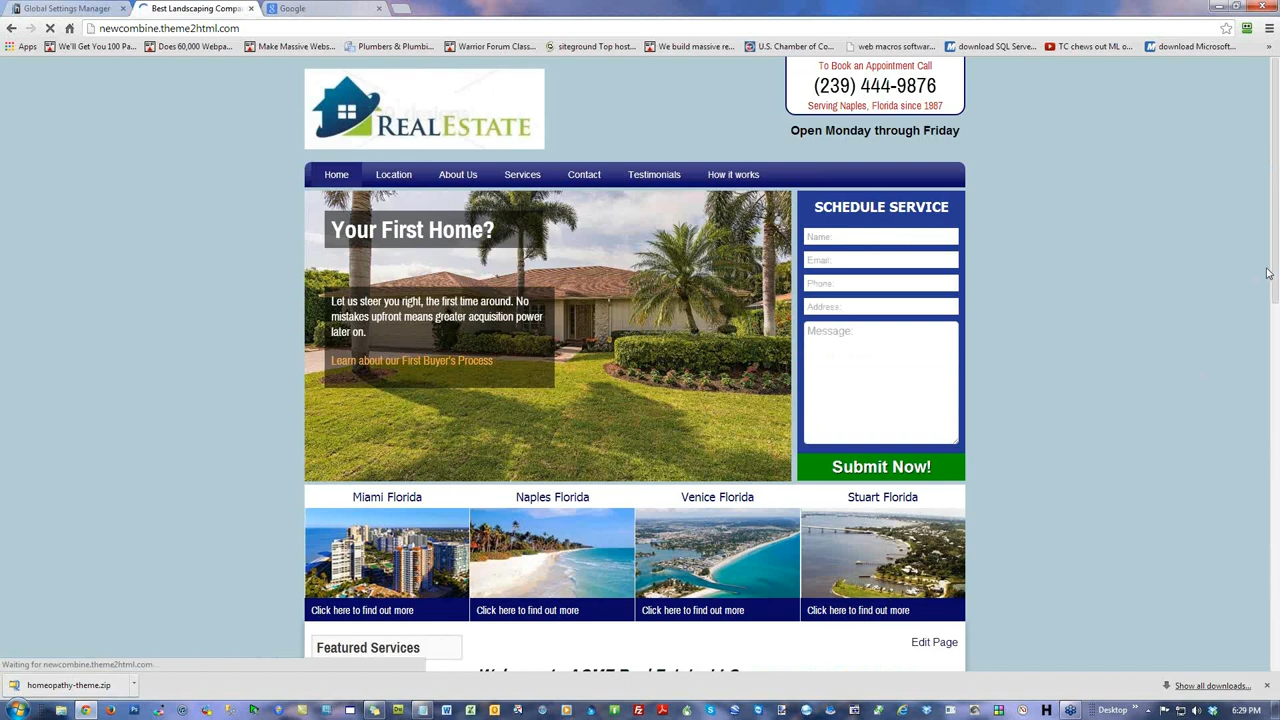 Global Settings Manager
Best Landscaping Compa
Google
newcombine.theme2html.com
Apps
We'll Get You 100 Pa...
Does 60,000 Webpa...
Make Massive Webs...
Plumbers & Plumbi...
Warrior Forum Class...
siteground Top host...
We build massive re...
U.S. Chamber of Co...
web macros softwar...
download SQL Serve...
TC chews out ML o...
download Microsoft...
»
REALESTATE
To Book an Appointment Call
(239) 444-9876
Serving Naples, Florida since 1987
Open Monday through Friday
Home
Location
About Us
Services
Contact
Testimonials
How it works
Your First Home?
Let us steer you right, the first time around. No
mistakes upfront means greater acquisition power
later on.
Learn about our First Buyer's Process
SCHEDULE SERVICE
Name:
Email:
Phone:
Address:
Message:
Submit Now!
Miami Florida
Naples Florida
Venice Florida
Stuart Florida
Click here to find out more
Click here to find out more
Click here to find out more
Click here to find out more
Featured Services
Edit Page
Welcome to ACME Real Estate LLC
Waiting for newcombine.theme2html.com...
homeopathy-theme.zip
Show all downloads...
Desktop
6:29 PM